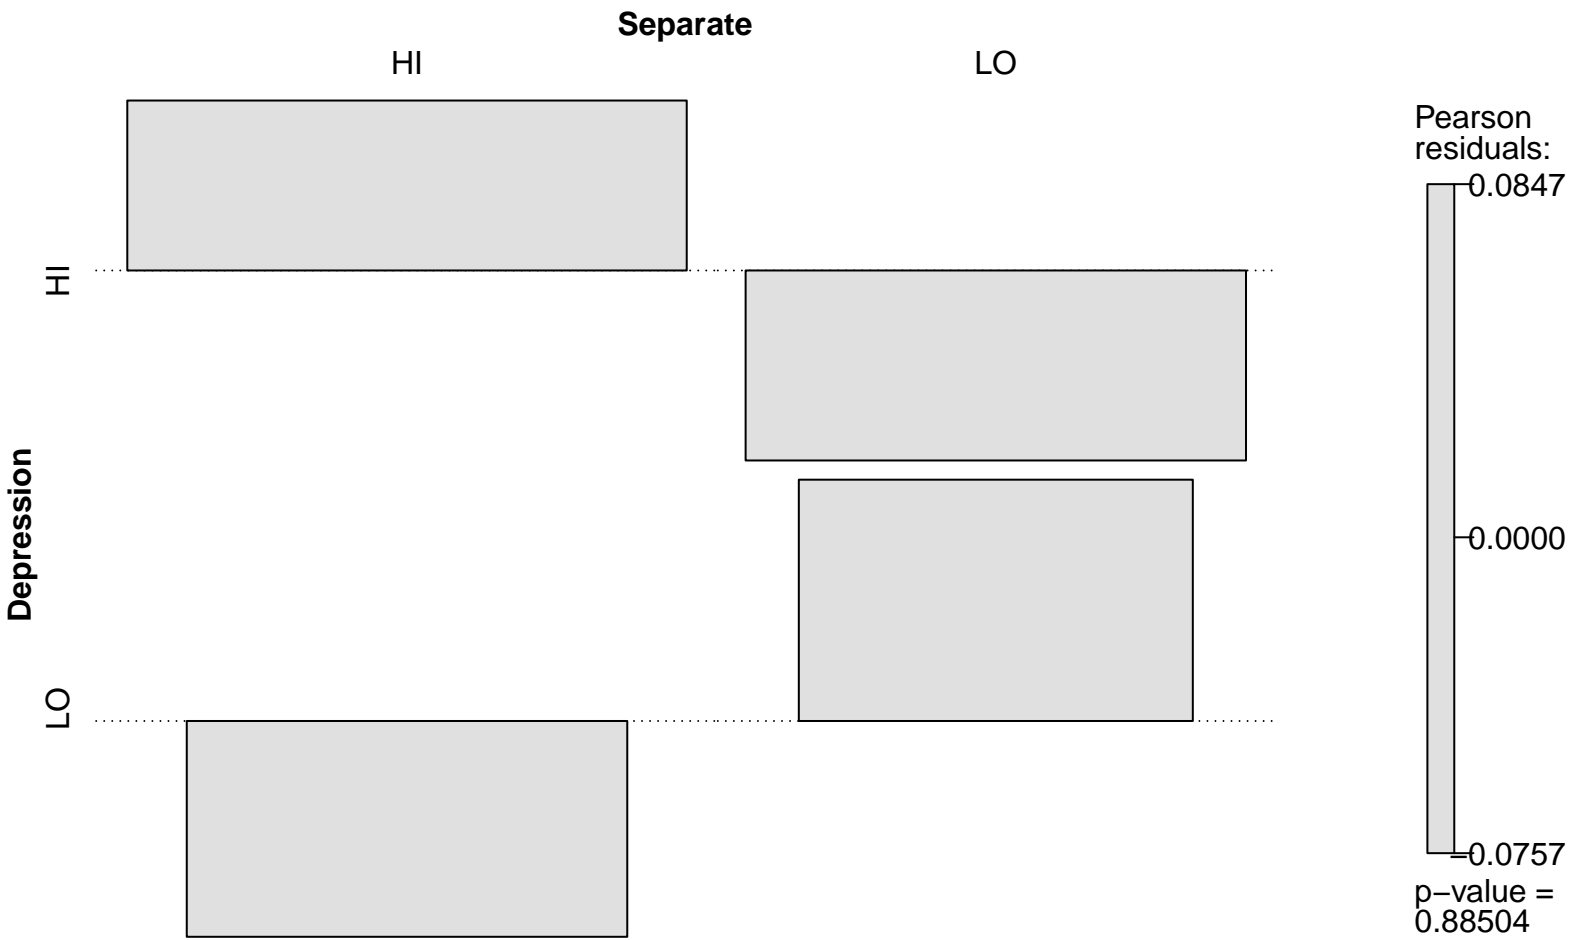 Separate
HI
LO
Depression
HI
LO
Pearson
residuals:
0.0847
0.0000
−0.0757
p−value =
0.88504